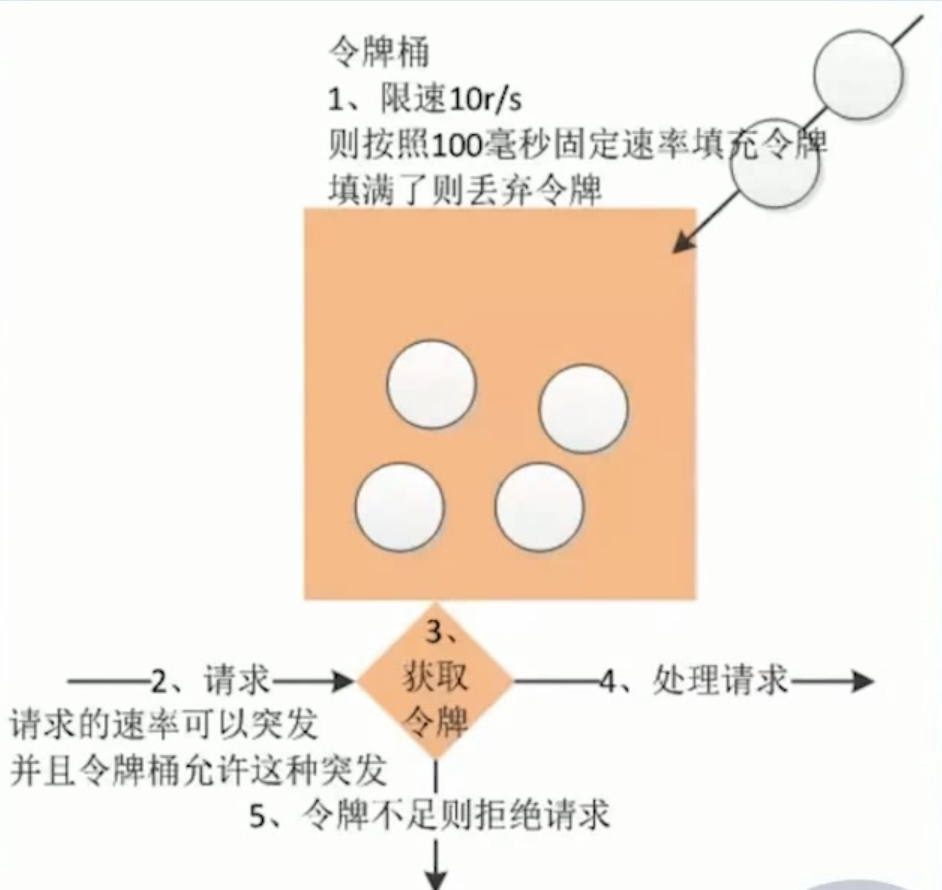 令牌桶
1、限速10r/s
则按照100毫秒固定速率填充令牌
填满了则丢弃令牌
3、
获取
令牌
2、请求
4、处理请求
请求的速率可以突发
并且令牌桶允许这种突发
5、令牌不足则拒绝请求